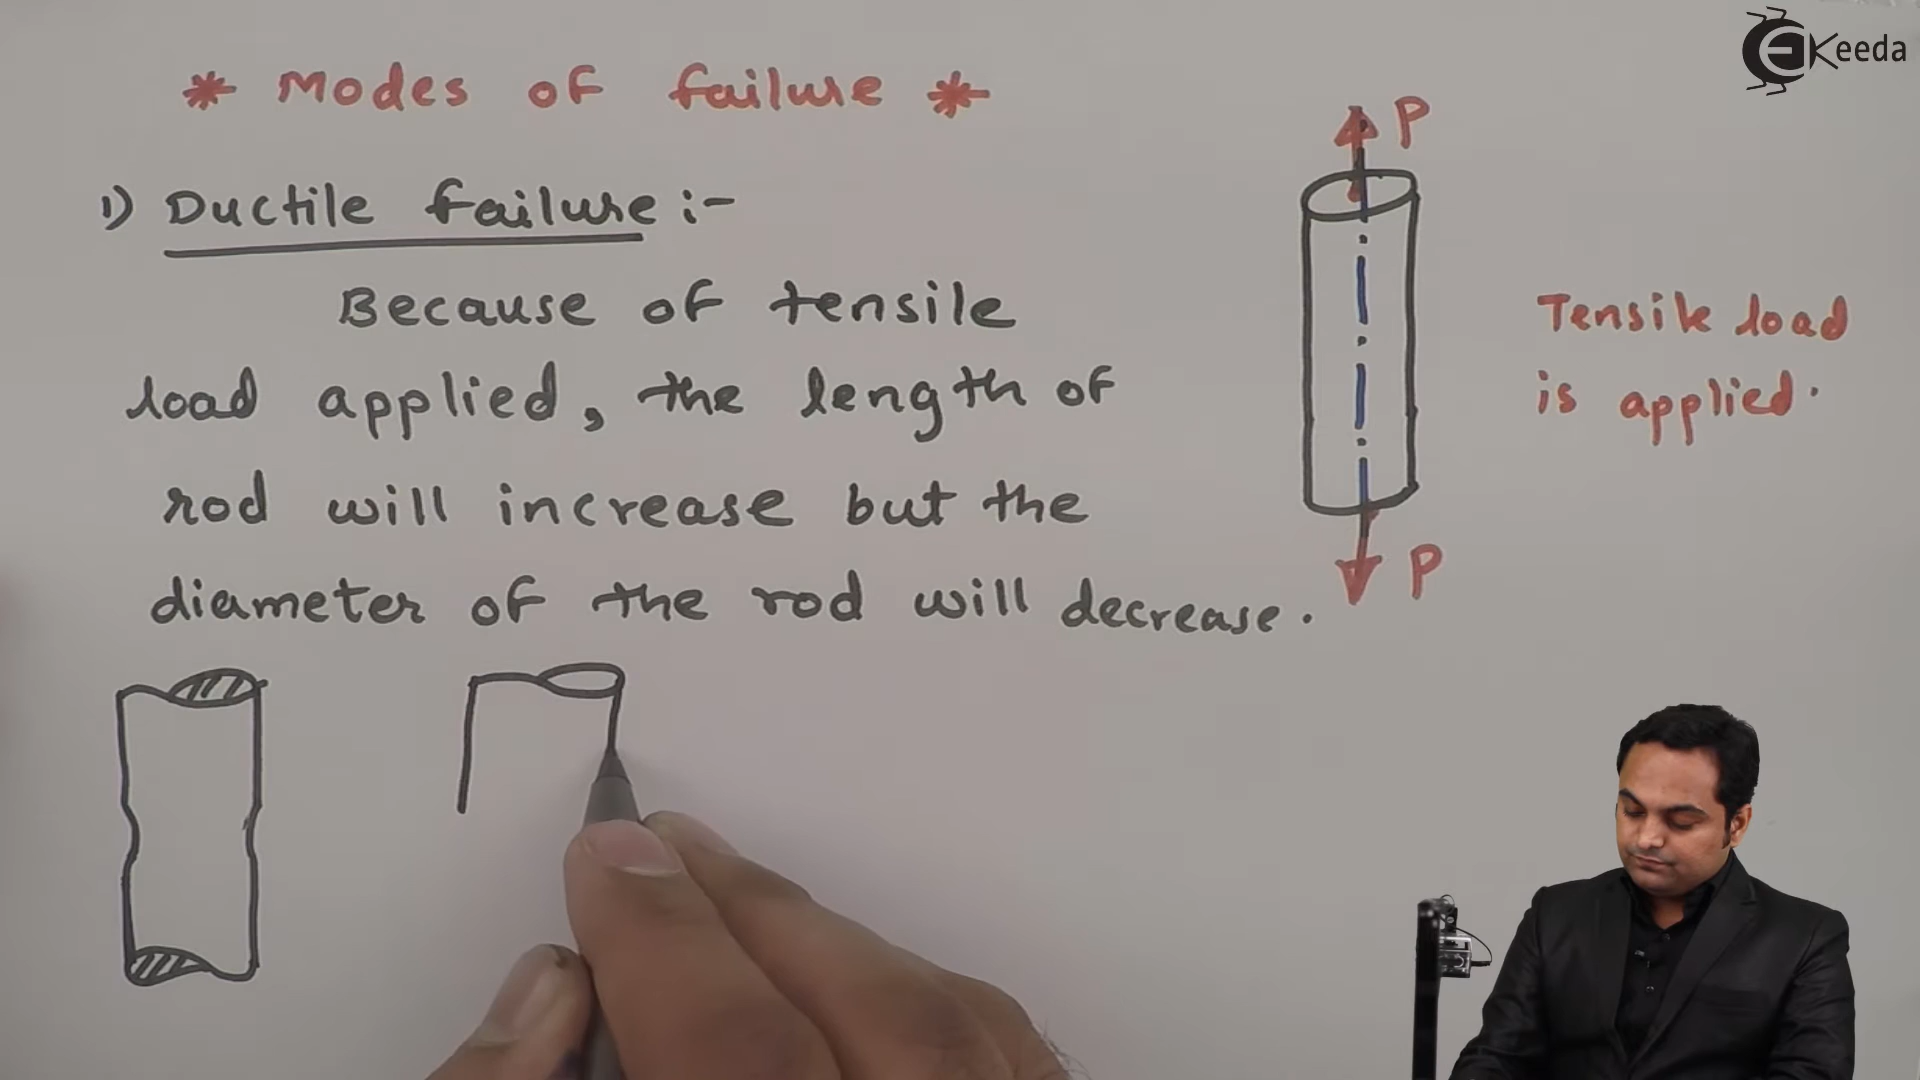 Keeda
* Modes of failure *
1) Ductile failure :-
Because of tensile
load applied, the length of
rod will increase but the
diameter of the rod will decrease.
P
Tensile load
is applied.
P